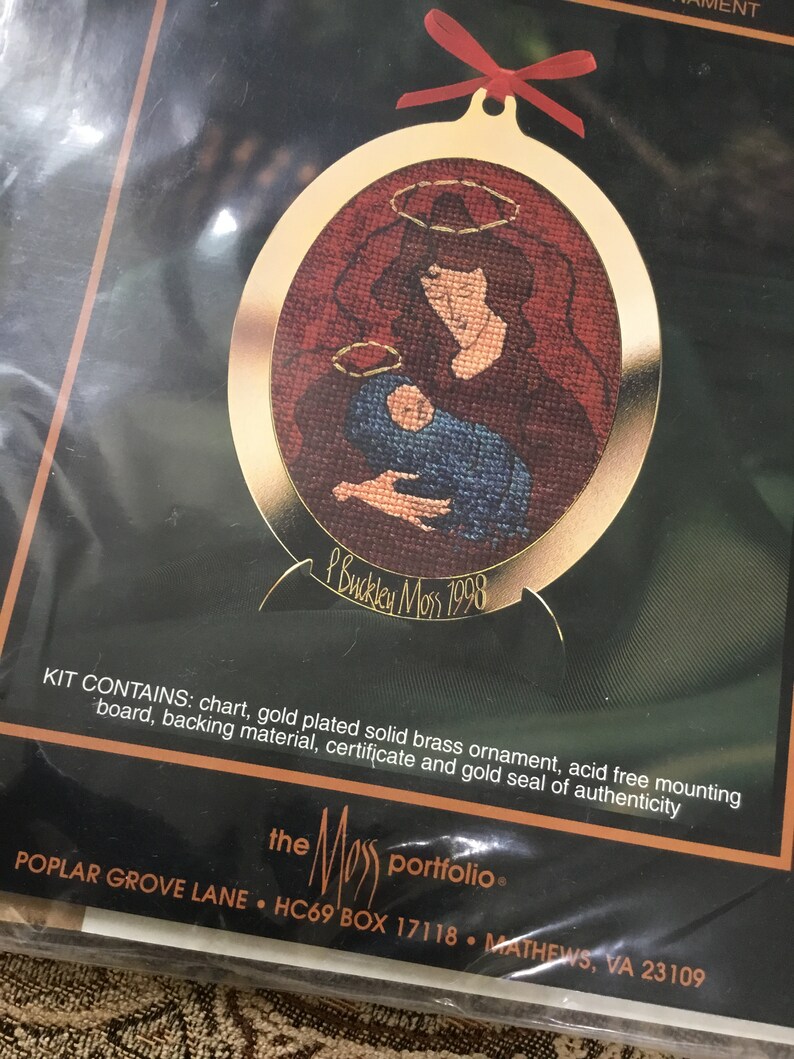 P Buckley Moss 1998
KIT CONTAINS: chart, gold plated solid brass ornament, acid free mounting
board, backing material, certificate and gold seal of authenticity
the Moss portfolio®
POPLAR GROVE LANE • HC69 BOX 17118 • MATHEWS, VA 23109